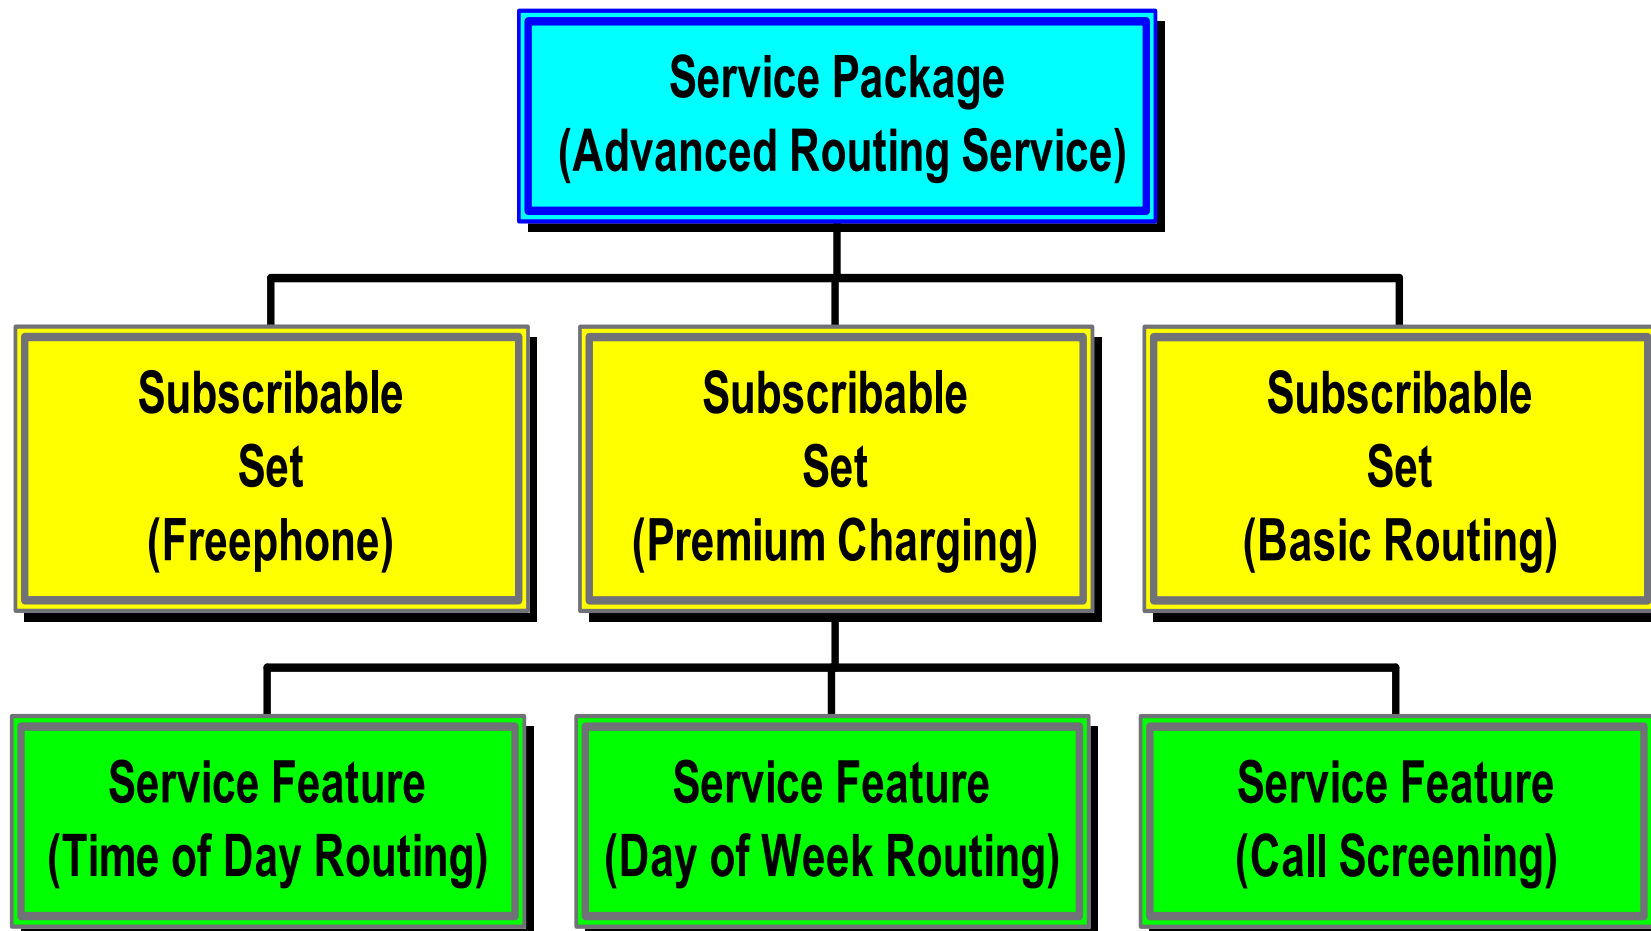 Service Package
(Advanced Routing Service)
Subscribable
Set
(Freephone)
Subscribable
Set
(Premium Charging)
Subscribable
Set
(Basic Routing)
Service Feature
(Time of Day Routing)
Service Feature
(Day of Week Routing)
Service Feature
(Call Screening)